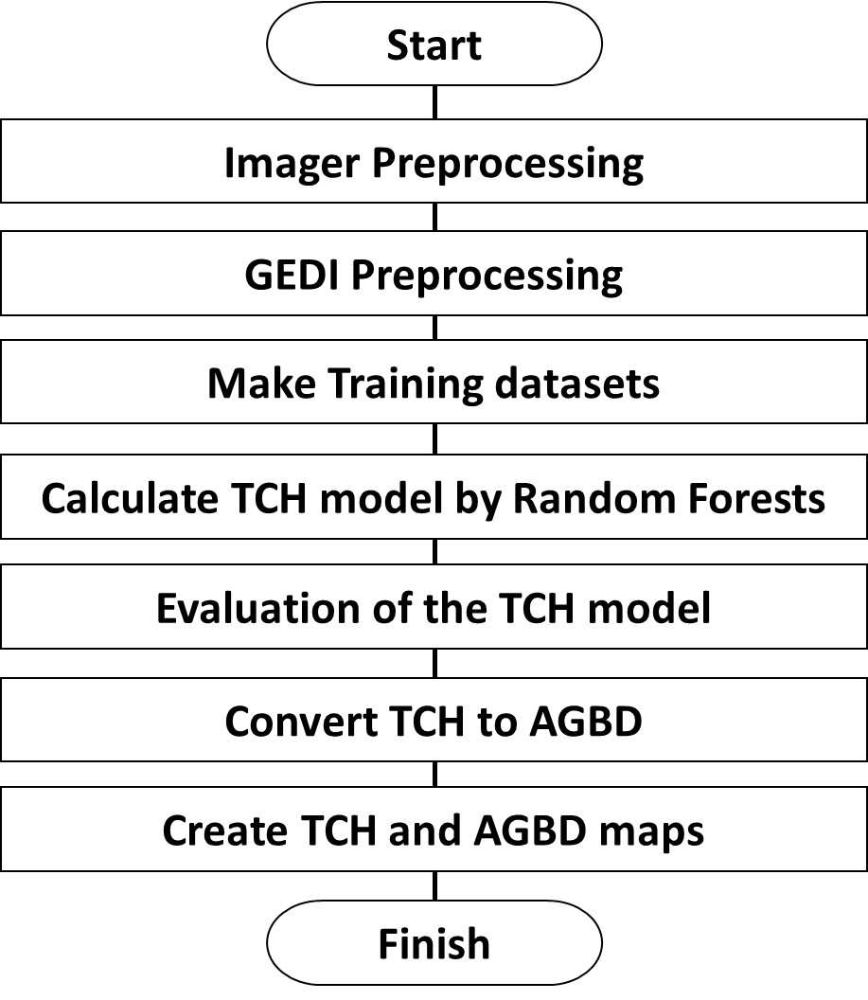 Start
Imager Preprocessing
GEDI Preprocessing
Make Training datasets
Calculate TCH model by Random Forests
Evaluation of the TCH model
Convert TCH to AGBD
Create TCH and AGBD maps
Finish